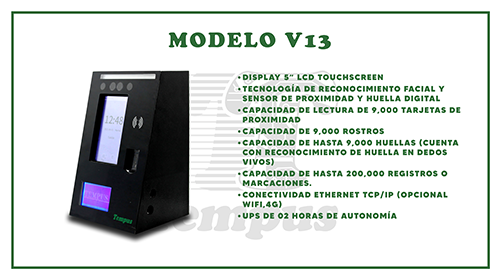 MODELO V13
• DISPLAY 5" LCD TOUCHSCREEN
• TECNOLOGÍA DE RECONOCIMIENTO FACIAL Y
SENSOR DE PROXIMIDAD Y HUELLA DIGITAL
• CAPACIDAD DE LECTURA DE 9,000 TARJETAS DE
PROXIMIDAD
• CAPACIDAD DE 9,000 ROSTROS
• CAPACIDAD DE HASTA 9,000 HUELLAS (CUENTA
CON RECONOCIMIENTO DE HUELLA EN DEDOS
VIVOS)
• CAPACIDAD DE HASTA 200,000 REGISTROS O
MARCACIONES.
• CONECTIVIDAD ETHERNET TCP/IP (OPCIONAL
WIFI,4G)
• UPS DE 02 HORAS DE AUTONOMÍA
12:48
Tempus
Tempus